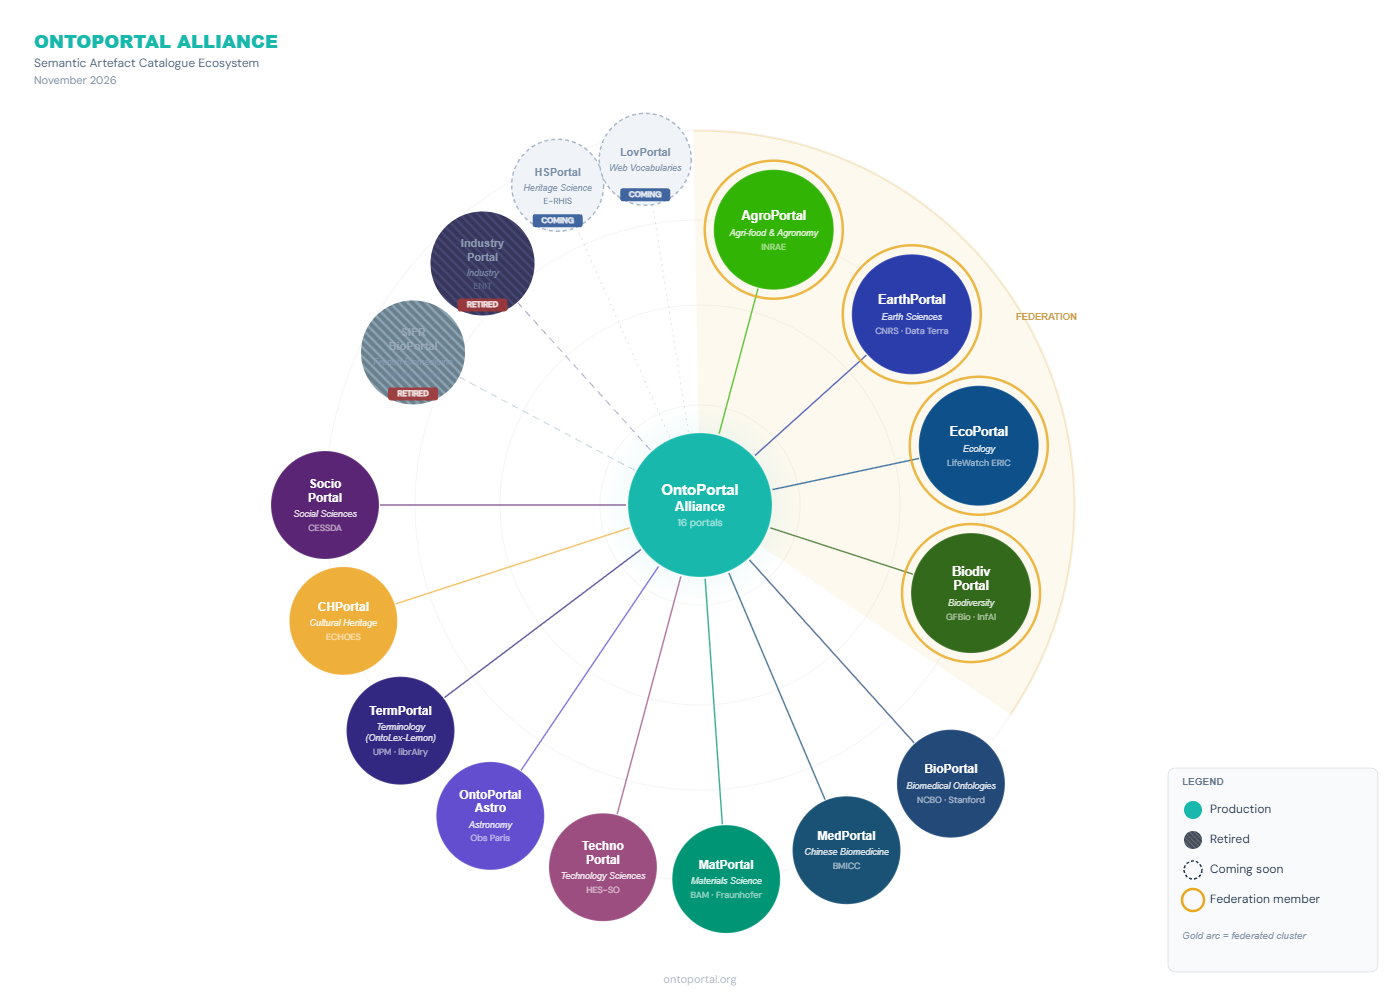 ONTOPORTAL ALLIANCE
Semantic Artefact Catalogue Ecosystem
November 2026
LovPortal
Web Vocabularies
COMING
HSPortal
Heritage Science
E-RHIS
COMING
AgroPortal
Agri-food & Agronomy
INRAE
Industry
Portal
Industry
ENIT
RETIRED
EarthPortal
Earth Sciences
CNRS · Data Terra
FEDERATION
SIFR
BioPortal
RETIRED
EcoPortal
Ecology
LifeWatch ERIC
Socio
Portal
Social Sciences
CESSDA
OntoPortal
Alliance
16 portals
Biodiv
Portal
Biodiversity
GFBio · InfAI
CHPortal
Cultural Heritage
ECHOES
TermPortal
Terminology
(OntoLex-Lemon)
UPM · librAIry
OntoPortal
Astro
Astronomy
Obs Paris
Techno
Portal
Technology Sciences
HES-SO
MatPortal
Materials Science
BAM · Fraunhofer
MedPortal
Chinese Biomedicine
BMICC
BioPortal
Biomedical Ontologies
NCBO · Stanford
LEGEND
Production
Retired
Coming soon
Federation member
Gold arc = federated cluster
ontoportal.org